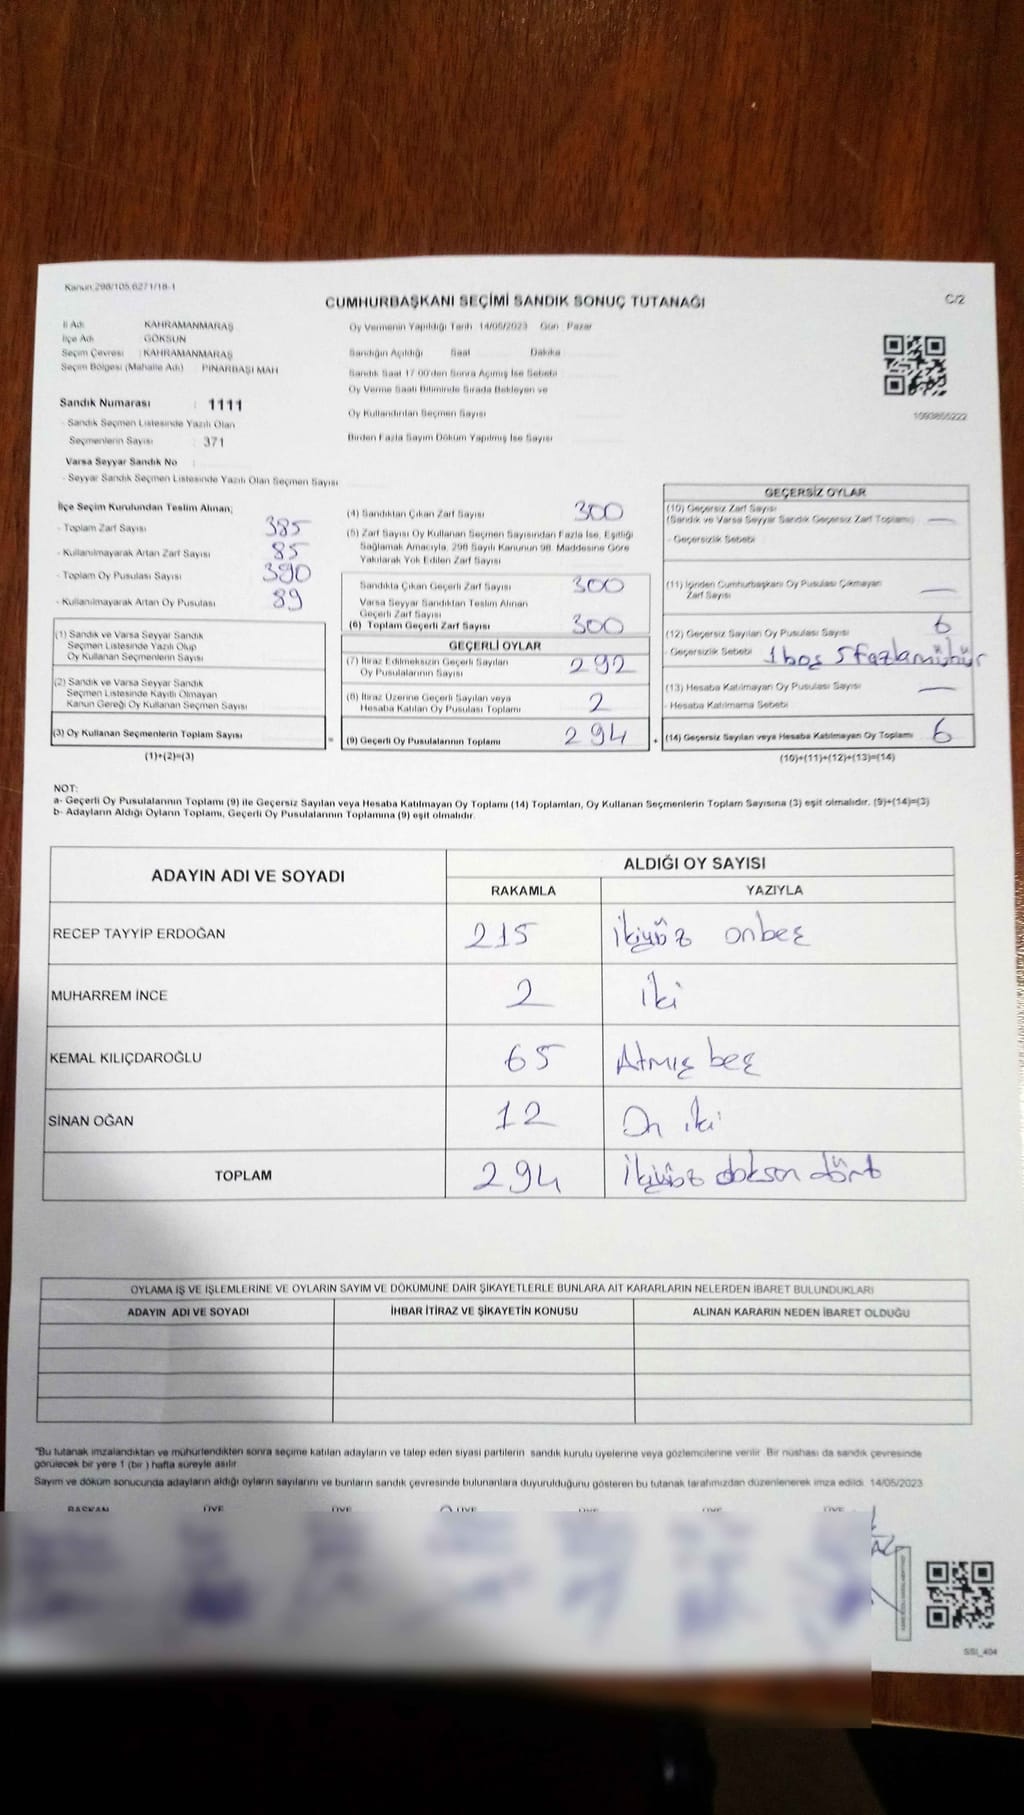 Kanun:298/105,6271/18-1
CUMHURBAŞKANI SEÇİMİ SANDIK SONUÇ TUTANAĞI
C/2
İl Adı KAHRAMANMARAŞ
İlçe Adı GÖKSUN
Seçim Çevresi : KAHRAMANMARAŞ
Seçim Bölgesi (Mahalle Adı) PINARBAŞI MAH
Sandık Numarası : 1111
- Sandık Seçmen Listesinde Yazılı Olan
Seçmenlerin Sayısı : 371
Varsa Seyyar Sandık No :
- Seyyar Sandık Seçmen Listesinde Yazılı Olan Seçmen Sayısı
Oy Vermenin Yapıldığı Tarih 14/05/2023 Gün : Pazar
Sandığın Açıldığı Saat Dakika
Sandık Saat 17:00'den Sonra Açımış İse Sebebi
Oy Verme Saati Bitiminde Sırada Bekleyen ve
Oy Kullandırılan Seçmen Sayısı
Birden Fazla Sayım Döküm Yapılmış İse Sayısı
1093855222
İlçe Seçim Kurulundan Teslim Alınan;
- Toplam Zarf Sayısı 385
- Kullanılmayarak Artan Zarf Sayısı 85
- Toplam Oy Pusulası Sayısı 390
- Kullanılmayarak Artan Oy Pusulası 89
(1) Sandık ve Varsa Seyyar Sandık
Seçmen Listesinde Yazılı Olup
Oy Kullanan Seçmenlerin Sayısı
(2) Sandık ve Varsa Seyyar Sandık
Seçmen Listesinde Kayıtlı Olmayan
Kanun Gereği Oy Kullanan Seçmen Sayısı
(3) Oy Kullanan Seçmenlerin Toplam Sayısı
(1)+(2)=(3)
=
(4) Sandıktan Çıkan Zarf Sayısı 300
(5) Zarf Sayısı Oy Kullanan Seçmen Sayısından Fazla İse, Eşitliği
Sağlamak Amacıyla, 298 Sayılı Kanunun 98. Maddesine Göre
Yakılarak Yok Edilen Zarf Sayısı
Sandıkta Çıkan Geçerli Zarf Sayısı 300
Varsa Seyyar Sandıktan Teslim Alınan
Geçerli Zarf Sayısı
(6) Toplam Geçerli Zarf Sayısı 300
GEÇERLİ OYLAR
(7) İtiraz Edilmeksizin Geçerli Sayılan
Oy Pusulalarının Sayısı 292
(8) İtiraz Üzerine Geçerli Sayılan veya
Hesaba Katılan Oy Pusulası Toplamı 2
(9) Geçerli Oy Pusulalarının Toplamı 294
+
GEÇERSİZ OYLAR
(10) Geçersiz Zarf Sayısı
(Sandık ve Varsa Seyyar Sandık Geçersiz Zarf Toplamı) —
- Geçersizlik Sebebi
(11) İçinden Cumhurbaşkanı Oy Pusulası Çıkmayan
Zarf Sayısı —
(12) Geçersiz Sayılan Oy Pusulası Sayısı 6
- Geçersizlik Sebebi 1 boş 5 fazla mühür
(13) Hesaba Katılmayan Oy Pusulası Sayısı —
- Hesaba Katılmama Sebebi
(14) Geçersiz Sayılan veya Hesaba Katılmayan Oy Toplamı 6
(10)+(11)+(12)+(13)=(14)
NOT:
a- Geçerli Oy Pusulalarının Toplamı (9) ile Geçersiz Sayılan veya Hesaba Katılmayan Oy Toplamı (14) Toplamları, Oy Kullanan Seçmenlerin Toplam Sayısına (3) eşit olmalıdır. (9)+(14)=(3)
b- Adayların Aldığı Oyların Toplamı, Geçerli Oy Pusulalarının Toplamına (9) eşit olmalıdır.
ADAYIN ADI VE SOYADI ALDIĞI OY SAYISI
RAKAMLA YAZIYLA
RECEP TAYYİP ERDOĞAN 215 ikiyüz onbeş
MUHARREM İNCE 2 iki
KEMAL KILIÇDAROĞLU 65 Atmış beş
SİNAN OĞAN 12 On iki
TOPLAM 294 ikiyüz doksan dört
OYLAMA İŞ VE İŞLEMLERİNE VE OYLARIN SAYIM VE DÖKÜMÜNE DAİR ŞİKAYETLERLE BUNLARA AİT KARARLARIN NELERDEN İBARET BULUNDUKLARI
ADAYIN ADI VE SOYADI İHBAR İTİRAZ VE ŞİKAYETİN KONUSU ALINAN KARARIN NEDEN İBARET OLDUĞU
*Bu tutanak imzalandıktan ve mühürlendikten sonra seçime katılan adayların ve talep eden siyasi partilerin sandık kurulu üyelerine veya gözlemcilerine verilir. Bir nüshası da sandık çevresinde
görülecek bir yere 1 (bir ) hafta süreyle asılır.
Sayım ve döküm sonucunda adayların aldığı oyların sayılarını ve bunların sandık çevresinde bulunanlara duyurulduğunu gösteren bu tutanak tarafımızdan düzenlenerek imza edildi. 14/05/2023
BAŞKAN ÜYE ÜYE ÜYE ÜYE ÜYE ÜYE
SSI_404